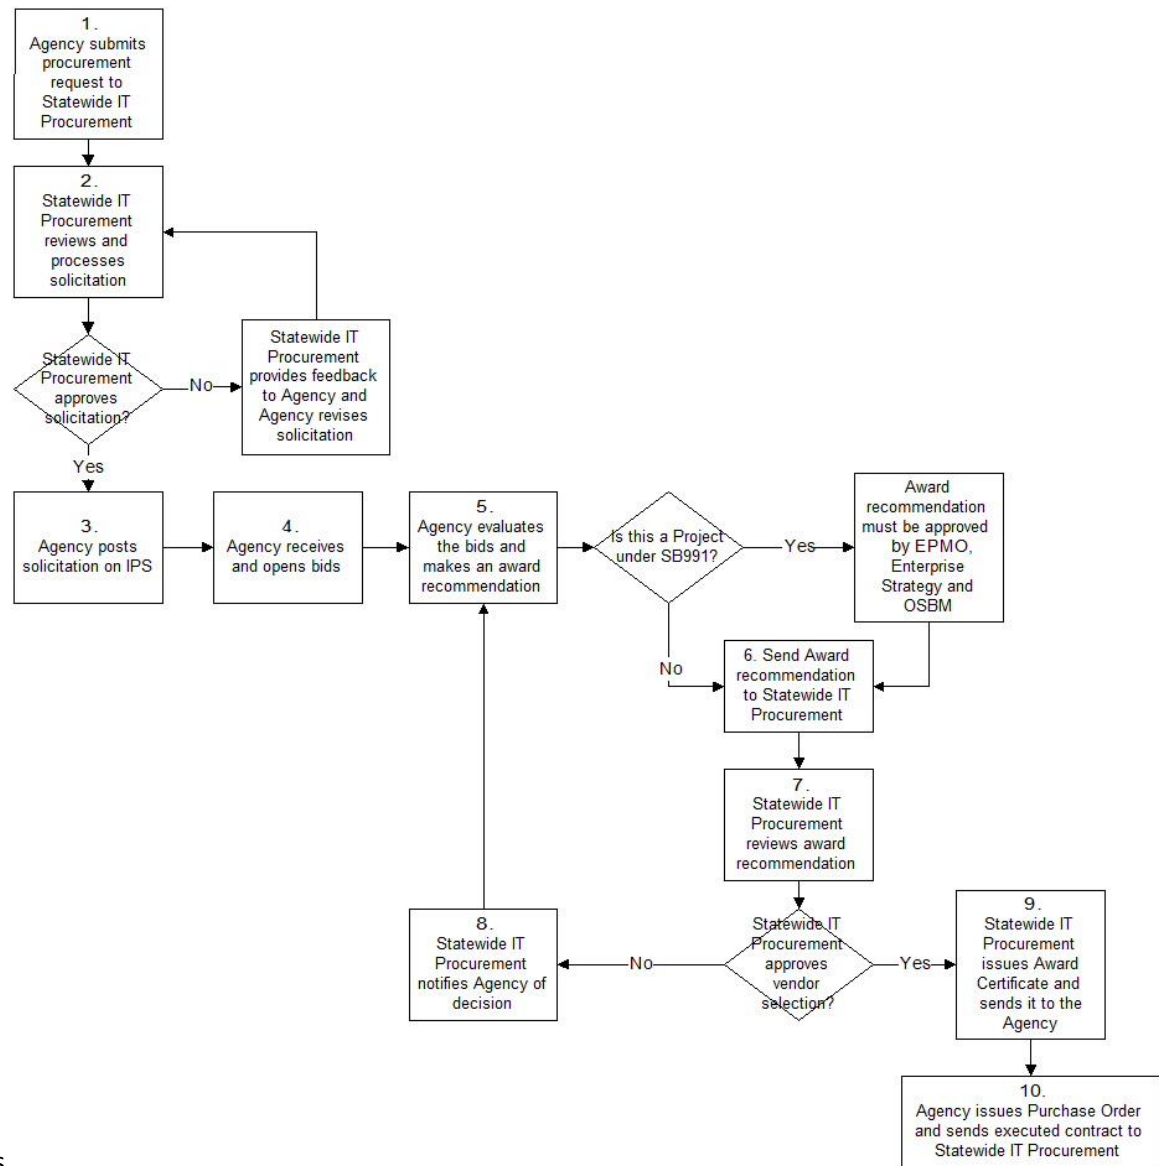 1.
Agency submits
procurement
request to
Statewide IT
Procurement
2.
Statewide IT
Procurement
reviews and
processes
solicitation
Statewide IT
Procurement
approves
solicitation?
No
Statewide IT
Procurement
provides feedback
to Agency and
Agency revises
solicitation
Yes
3.
Agency posts
solicitation on IPS
4.
Agency receives
and opens bids
5.
Agency evaluates
the bids and
makes an award
recommendation
Is this a Project
under SB991?
Yes
Award
recommendation
must be approved
by EPMO,
Enterprise
Strategy and
OSBM
No
6. Send Award
recommendation
to Statewide IT
Procurement
7.
Statewide IT
Procurement
reviews award
recommendation
Statewide IT
Procurement
approves
vendor
selection?
No
8.
Statewide IT
Procurement
notifies Agency of
decision
Yes
9.
Statewide IT
Procurement
issues Award
Certificate and
sends it to the
Agency
10.
Agency issues Purchase Order
and sends executed contract to
Statewide IT Procurement
s